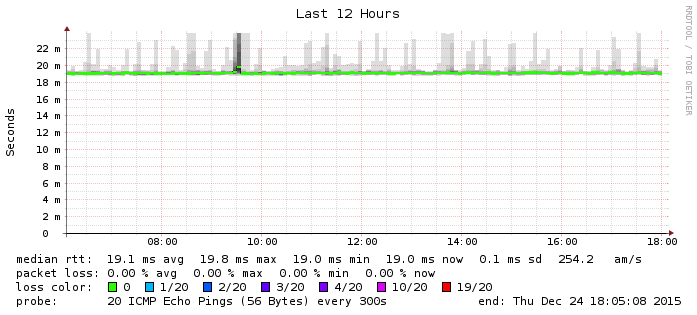 Last 12 Hours
RRDTOOL / TOBI OETIKER
Seconds
22 m
20 m
18 m
16 m
14 m
12 m
10 m
8 m
6 m
4 m
2 m
0
08:00 10:00 12:00 14:00 16:00 18:00
median rtt: 19.1 ms avg 19.8 ms max 19.0 ms min 19.0 ms now 0.1 ms sd 254.2 am/s
packet loss: 0.00 % avg 0.00 % max 0.00 % min 0.00 % now
loss color: 0 1/20 2/20 3/20 4/20 10/20 19/20
probe: 20 ICMP Echo Pings (56 Bytes) every 300s end: Thu Dec 24 18:05:08 2015